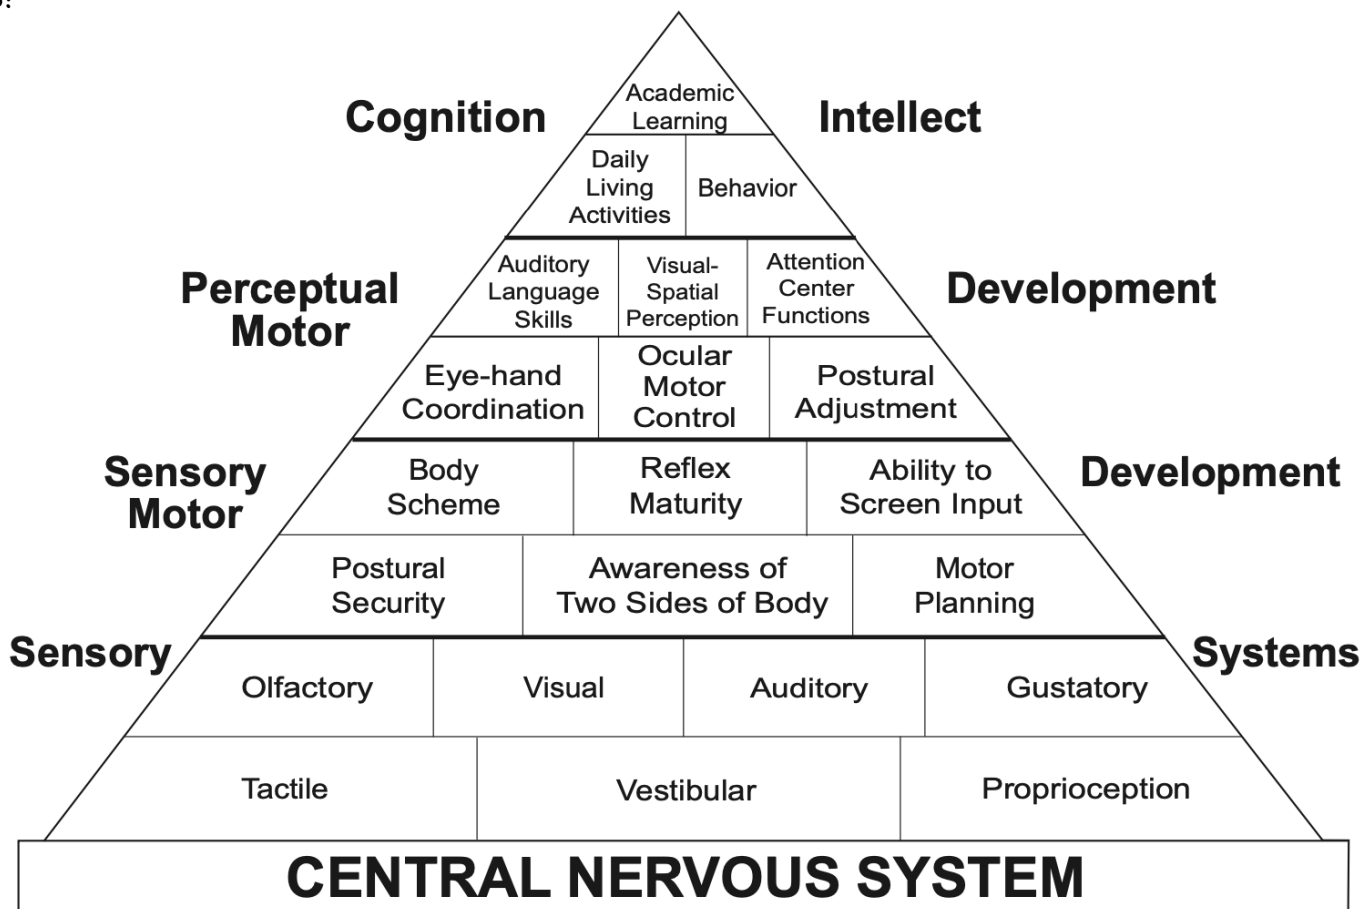 Academic
Learning
Cognition
Intellect
Daily
Living
Activities
Behavior
Auditory
Language
Skills
Visual-
Spatial
Perception
Attention
Center
Functions
Perceptual
Motor
Development
Eye-hand
Coordination
Ocular
Motor
Control
Postural
Adjustment
Sensory
Motor
Body
Scheme
Reflex
Maturity
Ability to
Screen Input
Development
Postural
Security
Awareness of
Two Sides of Body
Motor
Planning
Sensory
Systems
Olfactory
Visual
Auditory
Gustatory
Tactile
Vestibular
Proprioception
CENTRAL NERVOUS SYSTEM